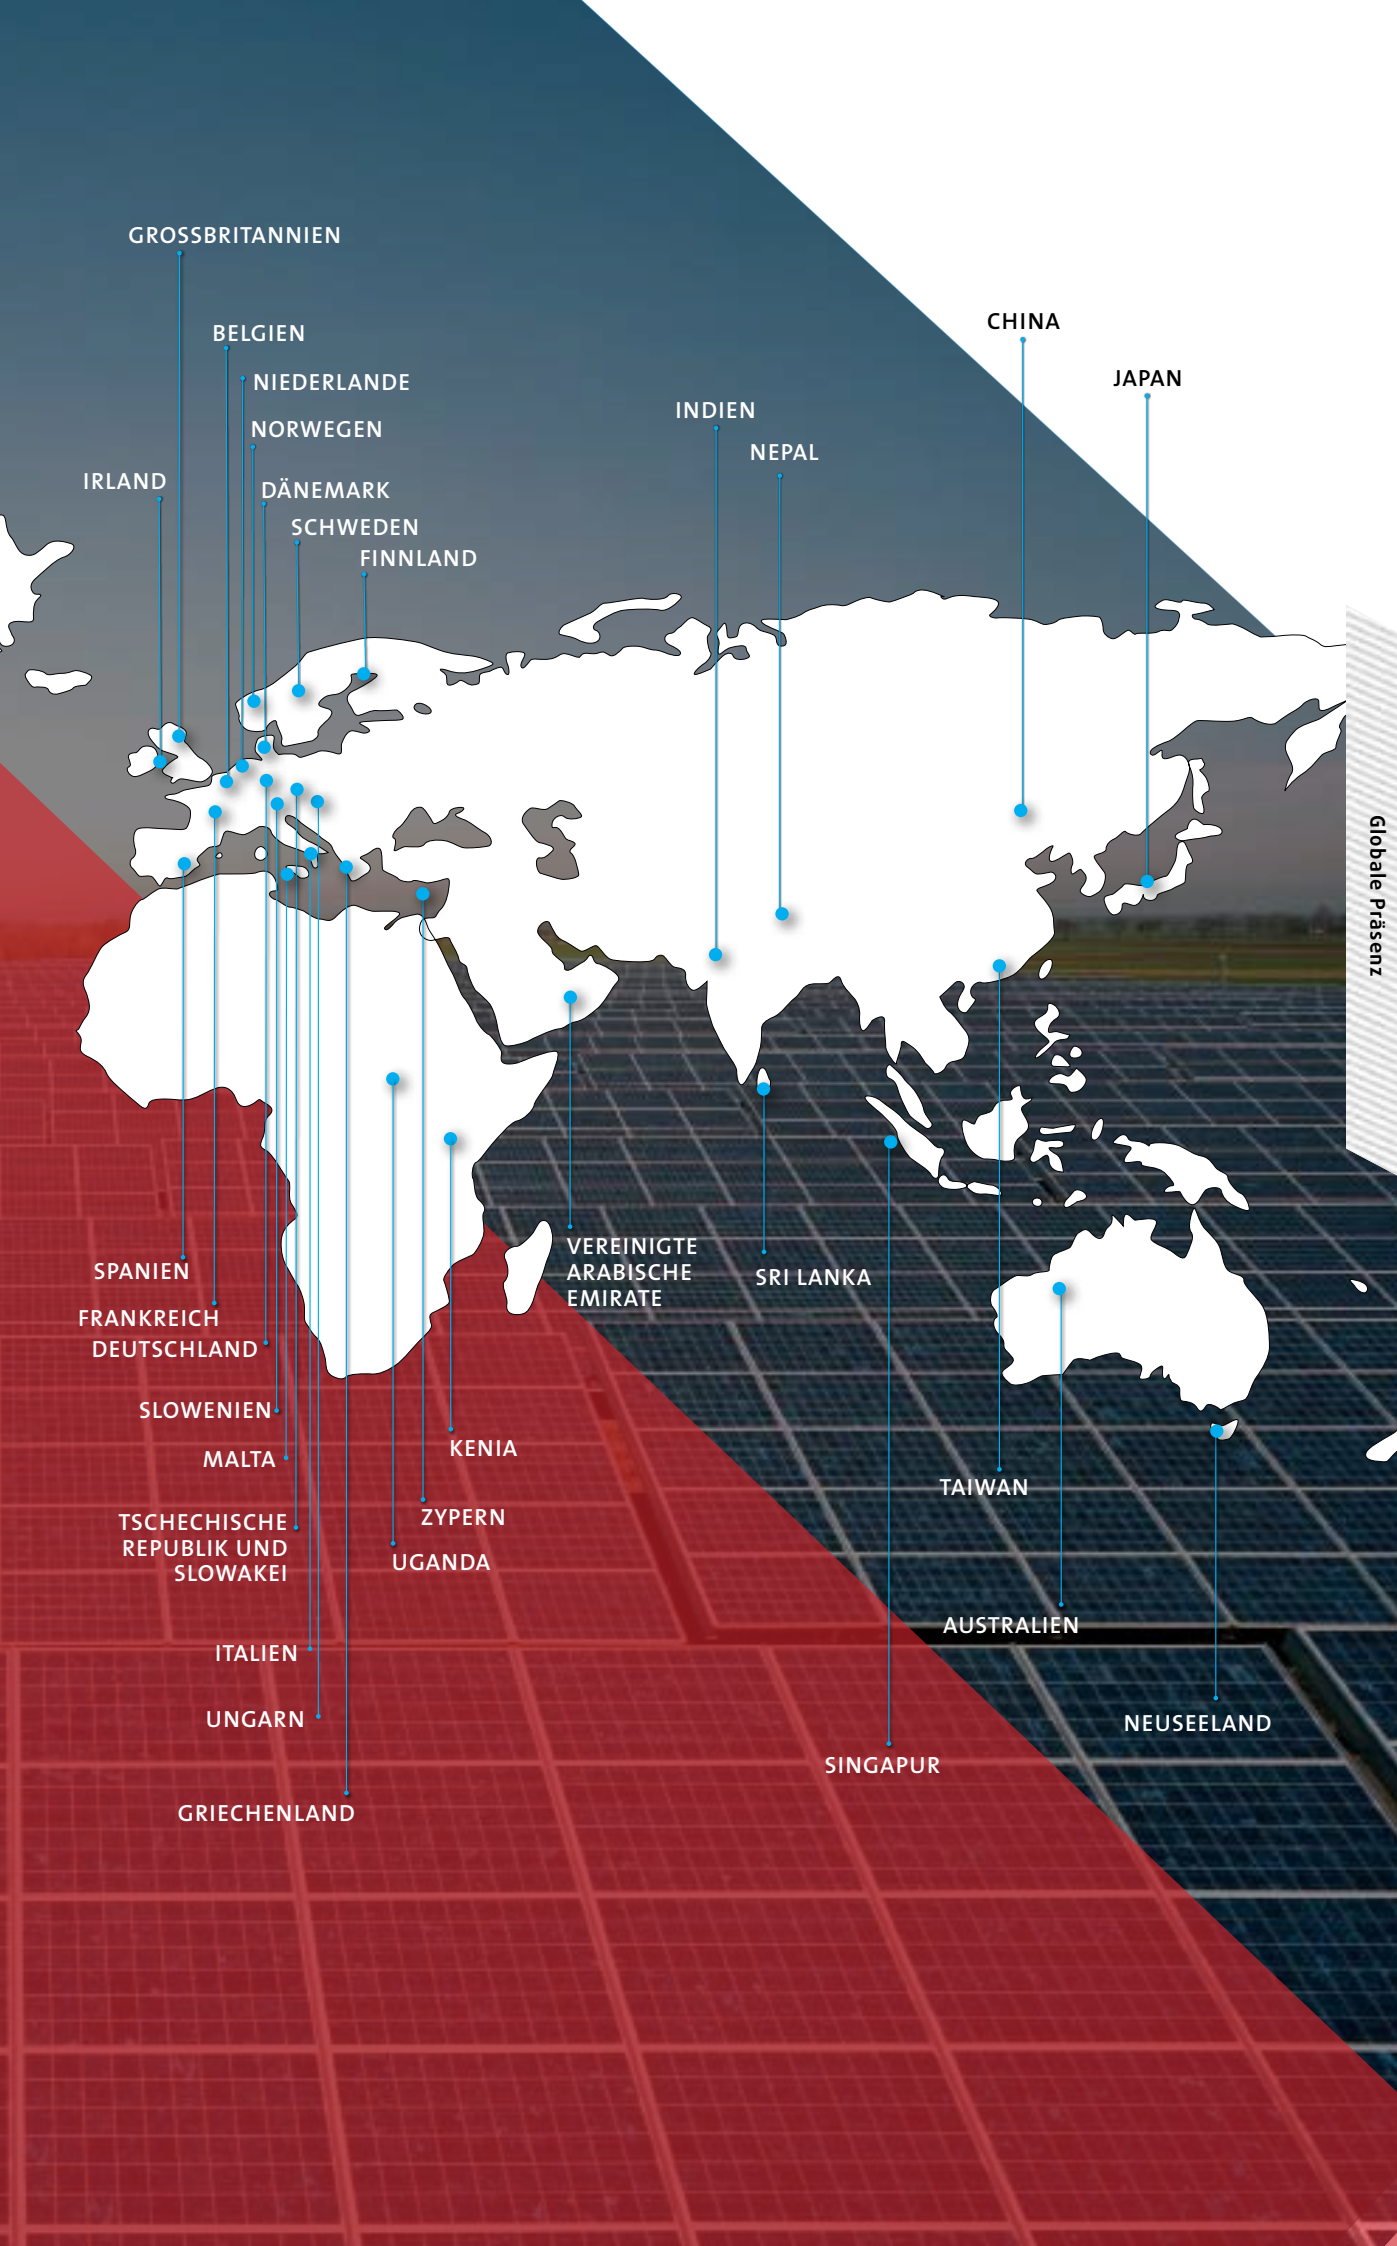 GROSSBRITANNIEN
BELGIEN
NIEDERLANDE
NORWEGEN
IRLAND
DÄNEMARK
SCHWEDEN
FINNLAND
INDIEN
NEPAL
CHINA
JAPAN
Globale Präsenz
SPANIEN
FRANKREICH
DEUTSCHLAND
SLOWENIEN
MALTA
TSCHECHISCHE
REPUBLIK UND
SLOWAKEI
ITALIEN
UNGARN
GRIECHENLAND
KENIA
ZYPERN
UGANDA
VEREINIGTE
ARABISCHE
EMIRATE
SRI LANKA
TAIWAN
AUSTRALIEN
NEUSEELAND
SINGAPUR